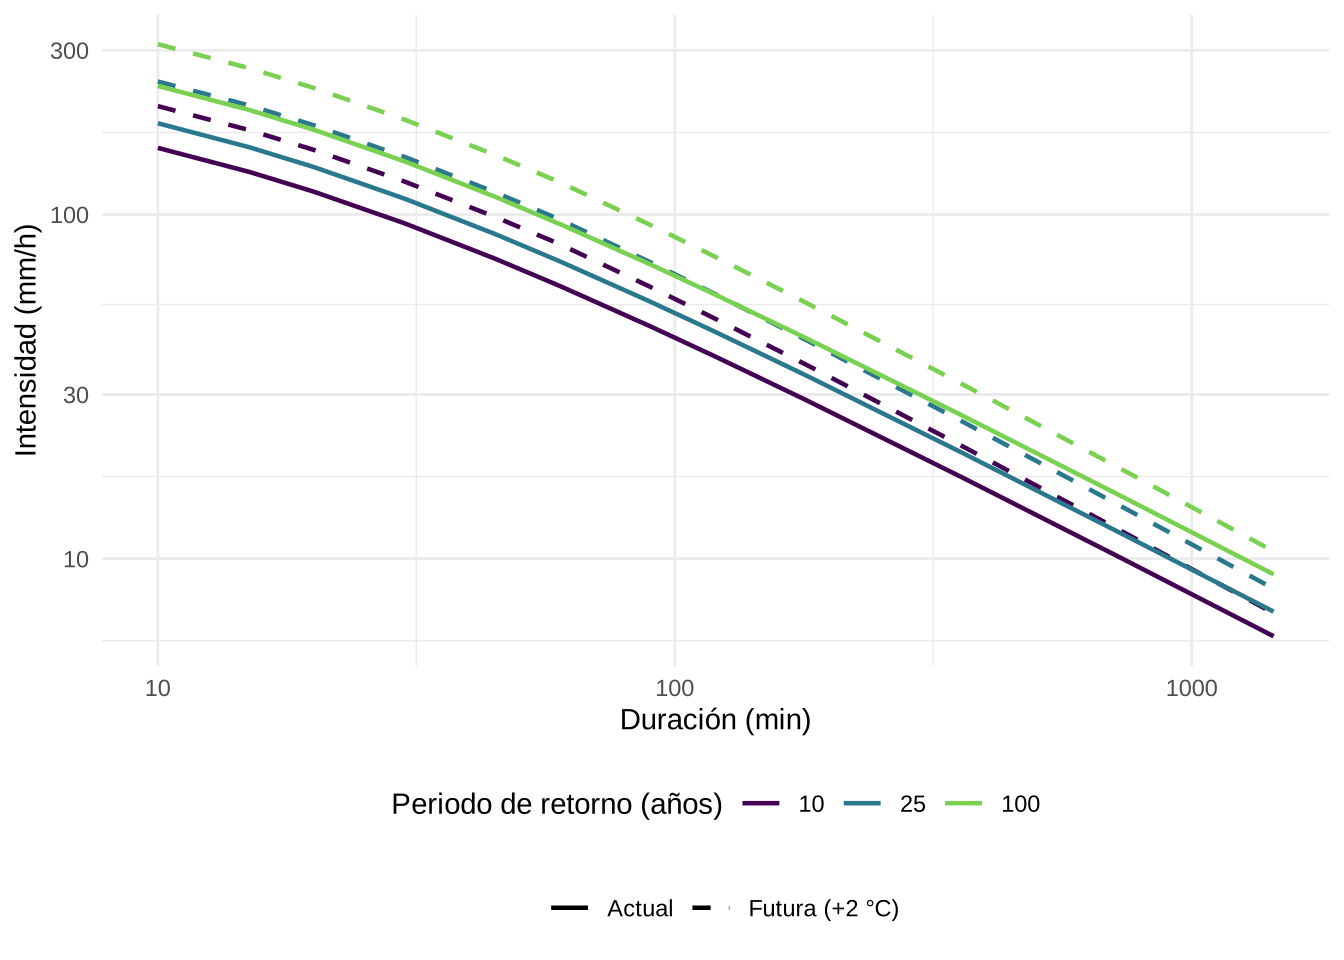 300
100
30
10
Intensidad (mm/h)
10 100 1000
Duración (min)
Periodo de retorno (años) 10 25 100
Actual Futura (+2 °C)